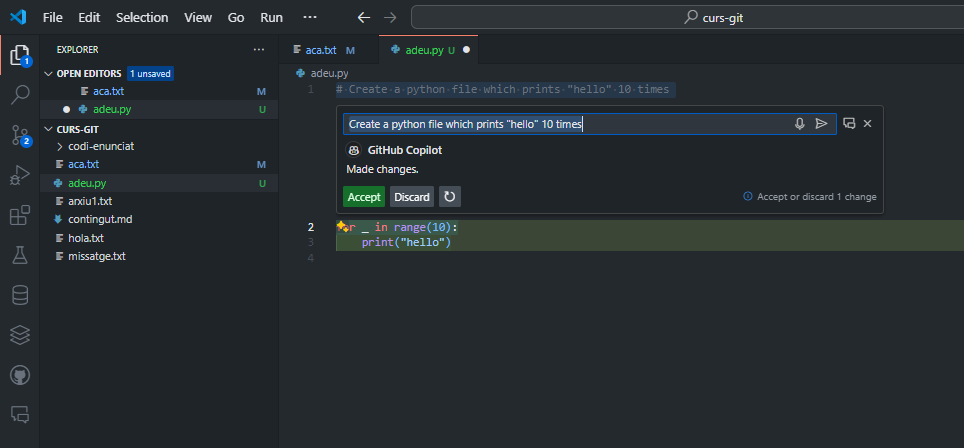 File Edit Selection View Go Run ···
curs-git
EXPLORER ···
OPEN EDITORS 1 unsaved
aca.txt M
adeu.py U
CURS-GIT
codi-enunciat
aca.txt M
adeu.py U
arxiu1.txt
contingut.md
hola.txt
missatge.txt
1
2
aca.txt M
adeu.py U
adeu.py
1 # Create a python file which prints "hello" 10 times
Create a python file which prints "hello" 10 times
GitHub Copilot
Made changes.
Accept Discard
Accept or discard 1 change
2 r _ in range(10):
3 print("hello")
4